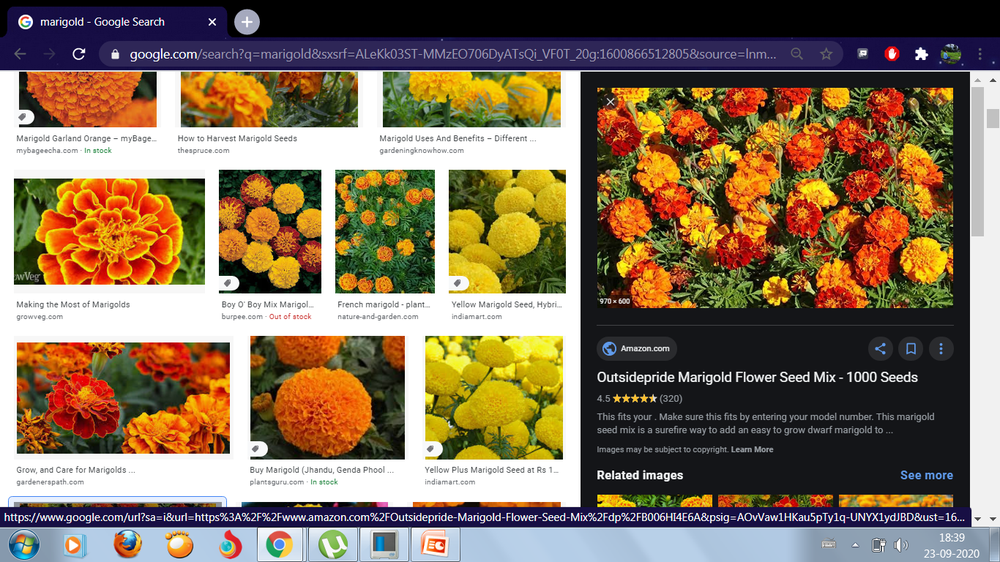 marigold - Google Search
google.com/search?q=marigold&sxsrf=ALeKk03ST-MMzEO706DyATsQi_VF0T_20g:1600866512805&source=lnm...
Marigold Garland Orange – myBage...
mybageecha.com · In stock
How to Harvest Marigold Seeds
thespruce.com
Marigold Uses And Benefits – Different ...
gardeningknowhow.com
owVeg
Making the Most of Marigolds
growveg.com
Boy O' Boy Mix Marigol...
burpee.com · Out of stock
French marigold - plant...
nature-and-garden.com
Yellow Marigold Seed, Hybri...
indiamart.com
Grow, and Care for Marigolds ...
gardenerspath.com
Buy Marigold (Jhandu, Genda Phool ...
plantsguru.com · In stock
Yellow Plus Marigold Seed at Rs 1...
indiamart.com
970 × 600
Amazon.com
Outsidepride Marigold Flower Seed Mix - 1000 Seeds
4.5 (320)
This fits your . Make sure this fits by entering your model number. This marigold
seed mix is a surefire way to add an easy to grow dwarf marigold to ...
Images may be subject to copyright. Learn More
Related images See more
https://www.google.com/url?sa=i&url=https%3A%2F%2Fwww.amazon.com%2FOutsidepride-Marigold-Flower-Seed-Mix%2Fdp%2FB006HI4E6A&psig=AOvVaw1HKau5pTy1q-UNYX1ydJBD&ust=16...
18:39
23-09-2020